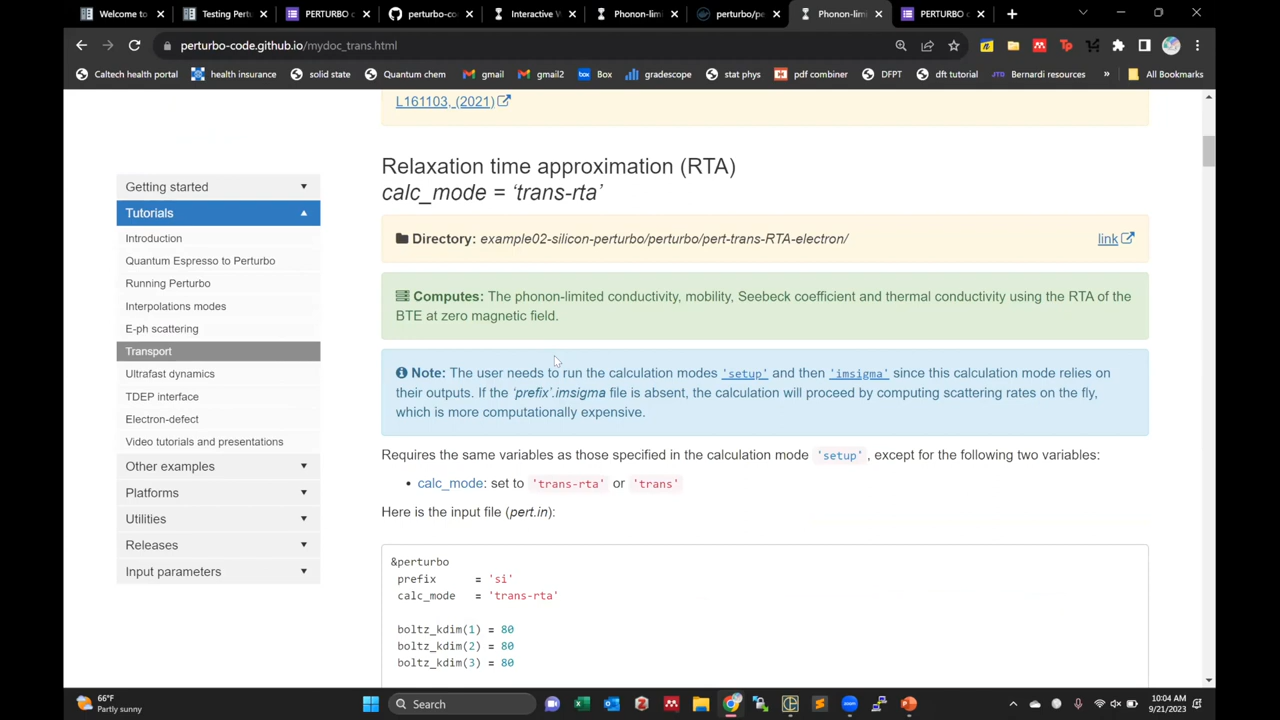 Welcome to
Testing Pertu
PERTURBO c
perturbo-co
Interactive W
Phonon-lim
perturbo/pe
Phonon-lim
PERTURBO c
perturbo-code.github.io/mydoc_trans.html
Caltech health portal
health insurance
solid state
Quantum chem
gmail
gmail2
Box
gradescope
stat phys
pdf combiner
DFPT
dft tutorial
JTD Bernardi resources
»
All Bookmarks
L161103, (2021)
Relaxation time approximation (RTA)
calc_mode = ‘trans-rta’
Directory: example02-silicon-perturbo/perturbo/pert-trans-RTA-electron/ link
Computes: The phonon-limited conductivity, mobility, Seebeck coefficient and thermal conductivity using the RTA of the
BTE at zero magnetic field.
Note: The user needs to run the calculation modes 'setup' and then 'imsigma' since this calculation mode relies on
their outputs. If the ‘prefix’.imsigma file is absent, the calculation will proceed by computing scattering rates on the fly,
which is more computationally expensive.
Requires the same variables as those specified in the calculation mode 'setup' , except for the following two variables:
• calc_mode: set to 'trans-rta' or 'trans'
Here is the input file (pert.in):
&perturbo
prefix = 'si'
calc_mode = 'trans-rta'
boltz_kdim(1) = 80
boltz_kdim(2) = 80
boltz_kdim(3) = 80
Getting started
Tutorials
Introduction
Quantum Espresso to Perturbo
Running Perturbo
Interpolations modes
E-ph scattering
Transport
Ultrafast dynamics
TDEP interface
Electron-defect
Video tutorials and presentations
Other examples
Platforms
Utilities
Releases
Input parameters
66°F
Partly sunny
Search
10:04 AM
9/21/2023